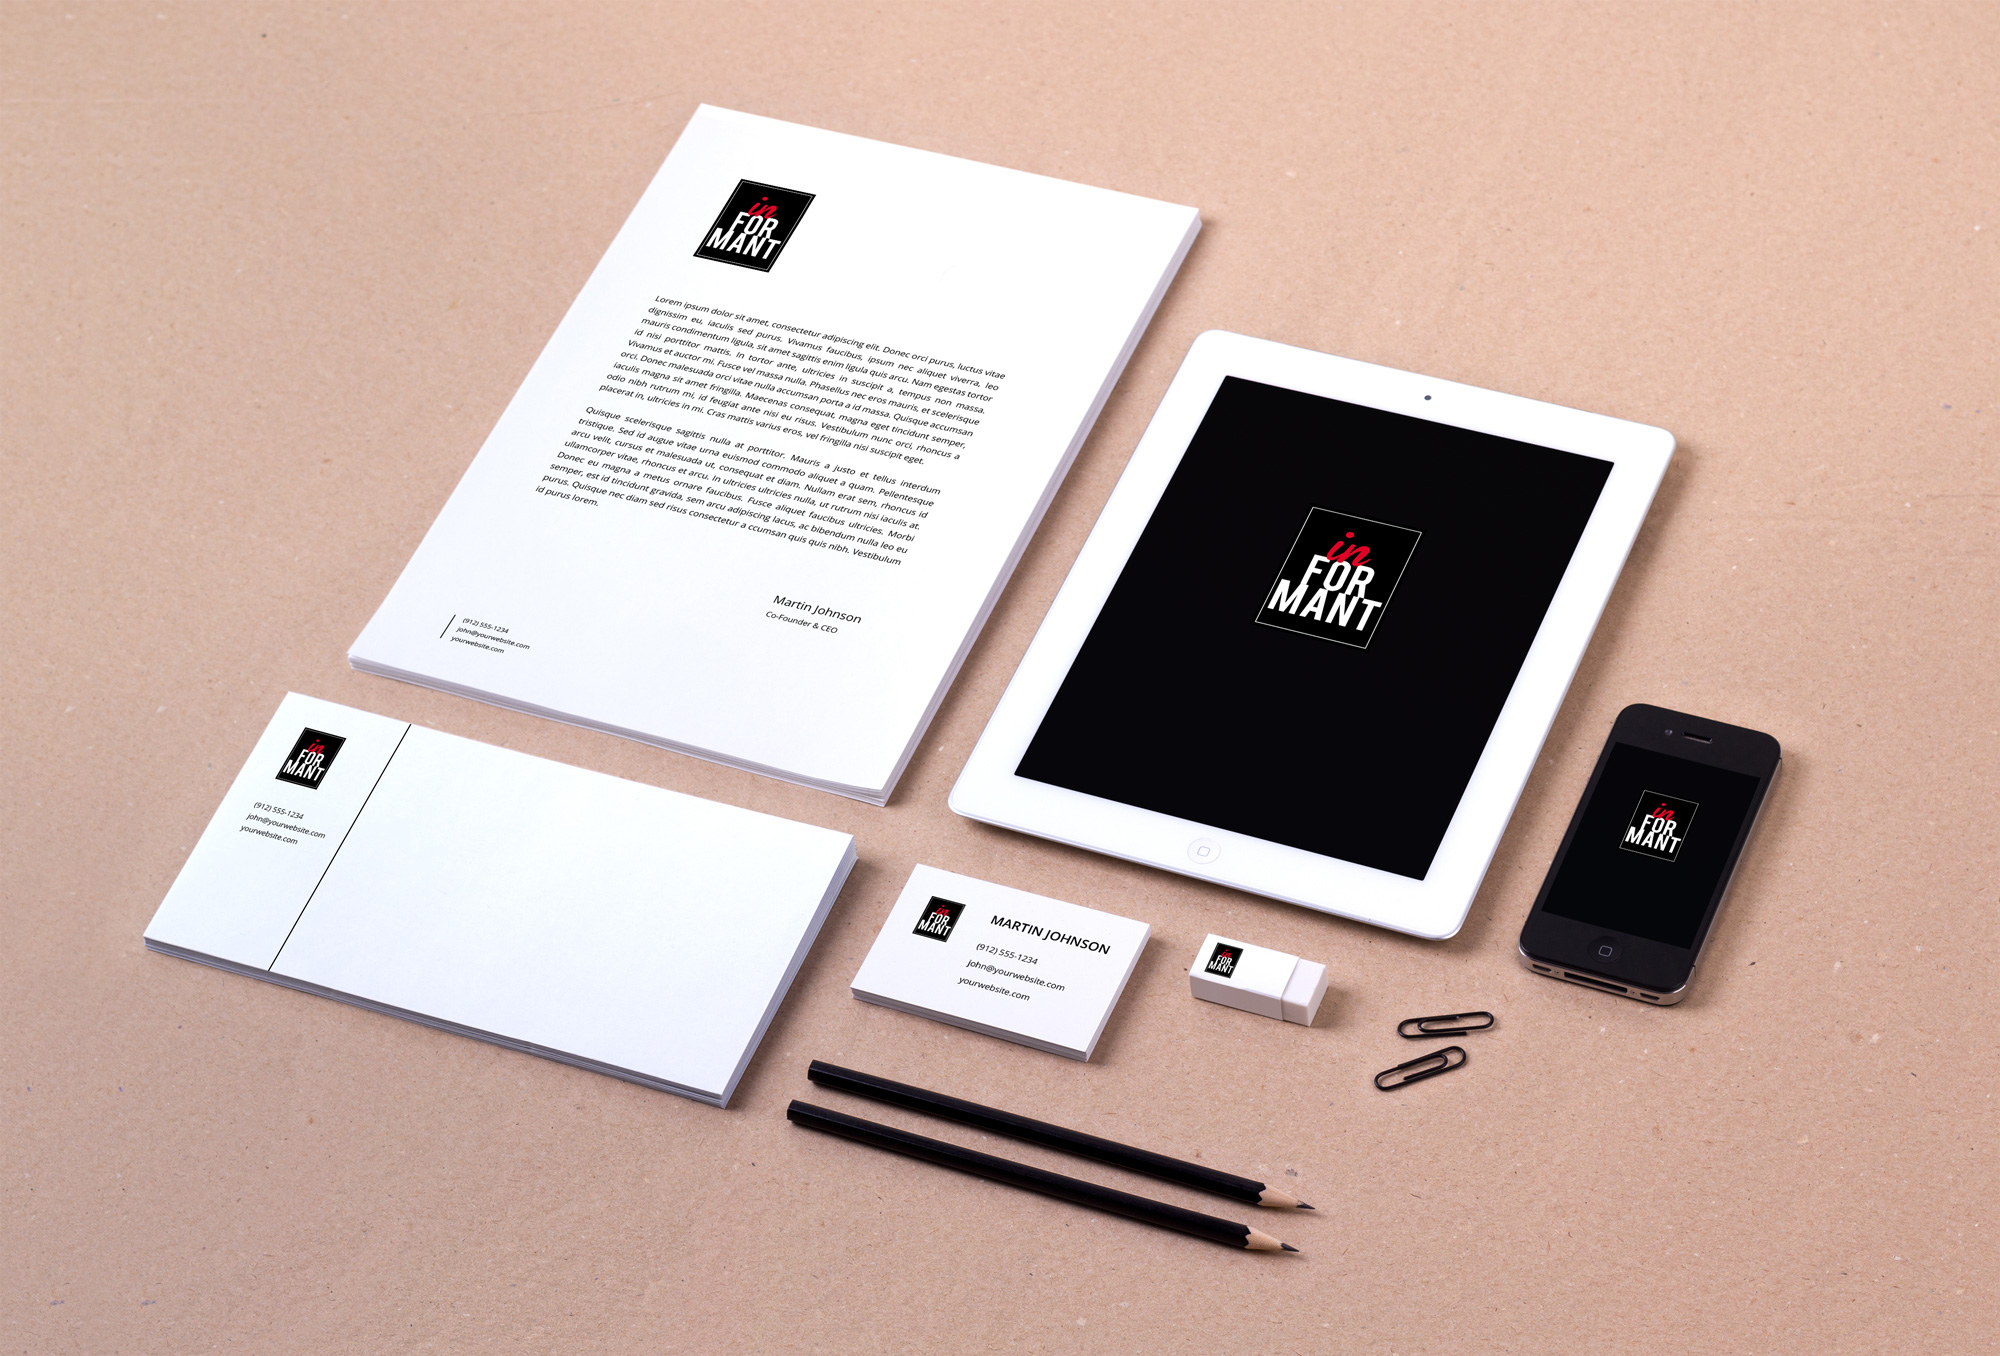 in
FOR
MANT
Lorem ipsum dolor sit amet, consectetur adipiscing elit. Donec orci purus, luctus vitae
dignissim eu, iaculis sed purus. Vivamus faucibus, ipsum nec aliquet viverra, leo
mauris condimentum ligula, sit amet sagittis enim ligula quis arcu. Nam egestas tortor
id nisi porttitor mattis. In tortor ante, ultricies in suscipit a, tempus non massa.
Vivamus et auctor mi. Fusce vel massa nulla. Phasellus nec eros mauris, et scelerisque
orci. Donec malesuada orci vitae nulla accumsan porta a id massa. Quisque accumsan
iaculis magna sit amet fringilla. Maecenas consequat, magna eget tincidunt semper,
odio nibh rutrum mi, id feugiat ante nisi eu risus. Vestibulum nunc orci, rhoncus a
placerat in, ultricies in mi. Cras mattis varius eros, vel fringilla nisi suscipit eget.
Quisque scelerisque sagittis nulla at porttitor. Mauris a justo et tellus interdum
tristique. Sed id augue vitae urna euismod commodo aliquet a quam. Pellentesque
arcu velit, cursus et malesuada ut, consequat et diam. Nullam erat sem, rhoncus id
ullamcorper vitae, rhoncus et arcu. In ultricies ultricies nulla, ut rutrum nisi iaculis at.
Donec eu magna a metus ornare faucibus. Fusce aliquet faucibus ultricies. Morbi
semper, est id tincidunt gravida, sem arcu adipiscing lacus, ac bibendum nulla leo eu
purus. Quisque nec diam sed risus consectetur a ccumsan quis quis nibh. Vestibulum
id purus lorem.
Martin Johnson
Co-Founder & CEO
(912) 555-1234
john@yourwebsite.com
yourwebsite.com
in
FOR
MANT
in
FOR
MANT
in
FOR
MANT
(912) 555-1234
john@yourwebsite.com
yourwebsite.com
in
FOR
MANT
MARTIN JOHNSON
(912) 555-1234
john@yourwebsite.com
yourwebsite.com
in
FOR
MANT